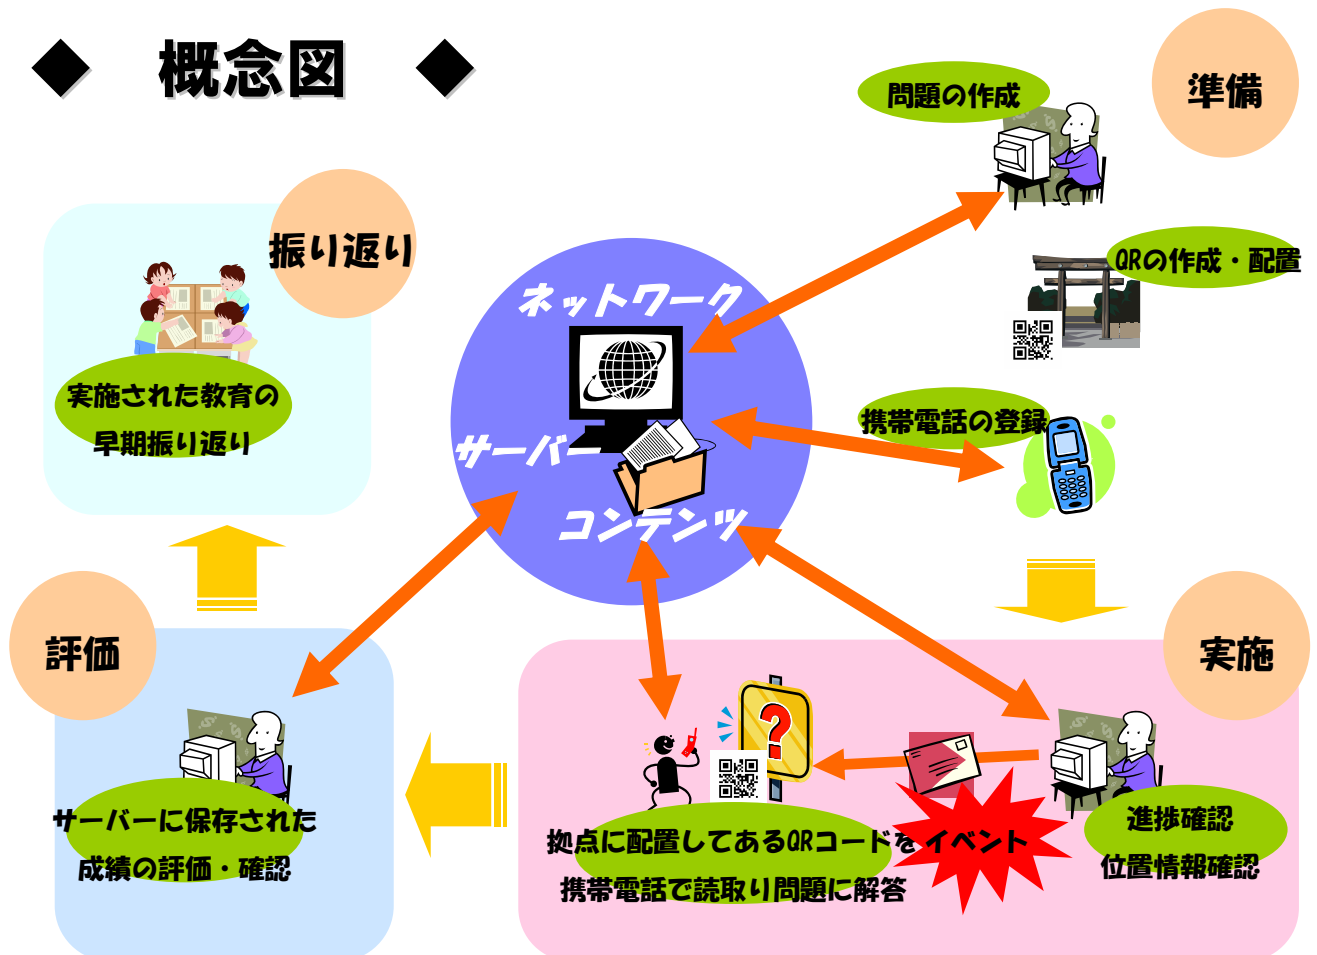 ◆ 概念図 ◆
準備
問題の作成
QRの作成・配置
携帯電話の登録
振り返り
実施された教育の
早期振り返り
ネットワーク
サーバー
コンテンツ
評価
サーバーに保存された
成績の評価・確認
実施
?
拠点に配置してあるQRコードを
携帯電話で読取り問題に解答
イベント
進捗確認
位置情報確認